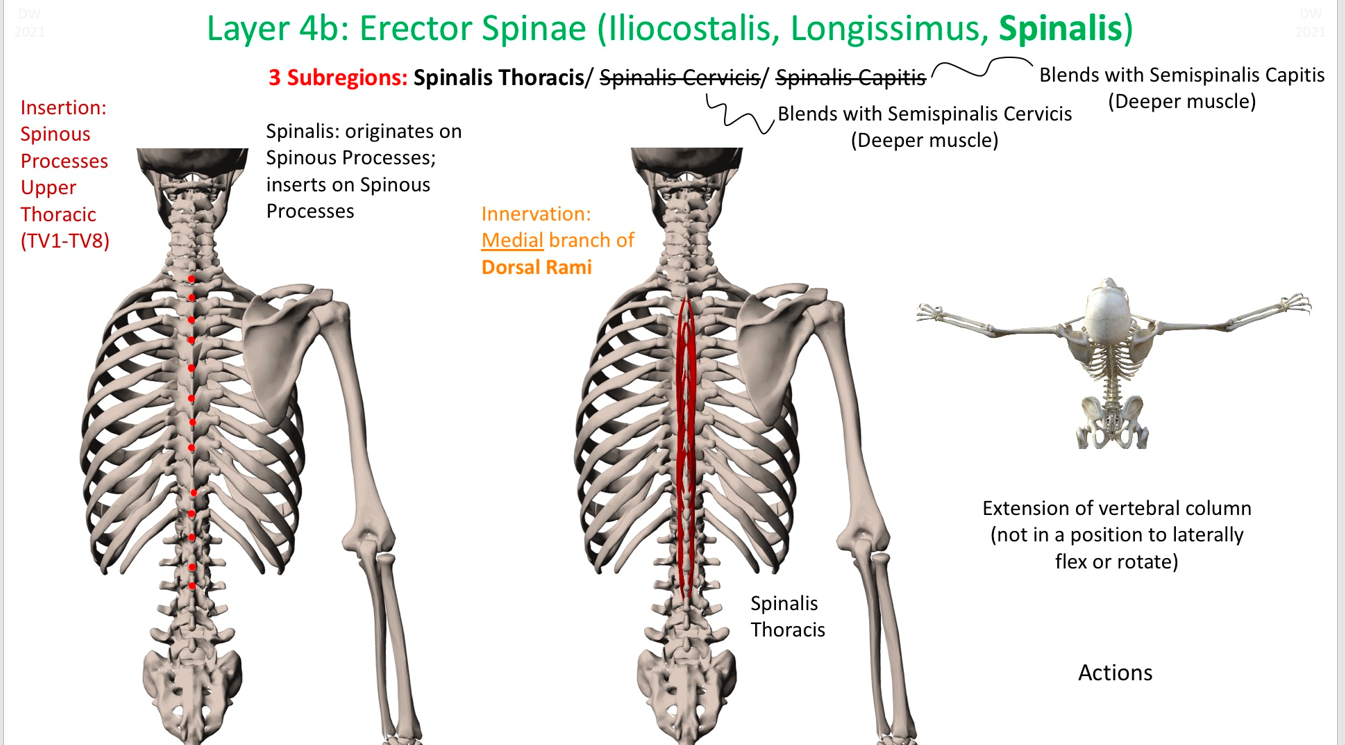 DW
2021
DW
2021
Layer 4b: Erector Spinae (Iliocostalis, Longissimus, Spinalis)
3 Subregions: Spinalis Thoracis/ Spinalis Cervicis/ Spinalis Capitis
Blends with Semispinalis Capitis
(Deeper muscle)
Blends with Semispinalis Cervicis
(Deeper muscle)
Insertion:
Spinous
Processes
Upper
Thoracic
(TV1-TV8)
Spinalis: originates on
Spinous Processes;
inserts on Spinous
Processes
Innervation:
Medial branch of
Dorsal Rami
Extension of vertebral column
(not in a position to laterally
flex or rotate)
Spinalis
Thoracis
Actions